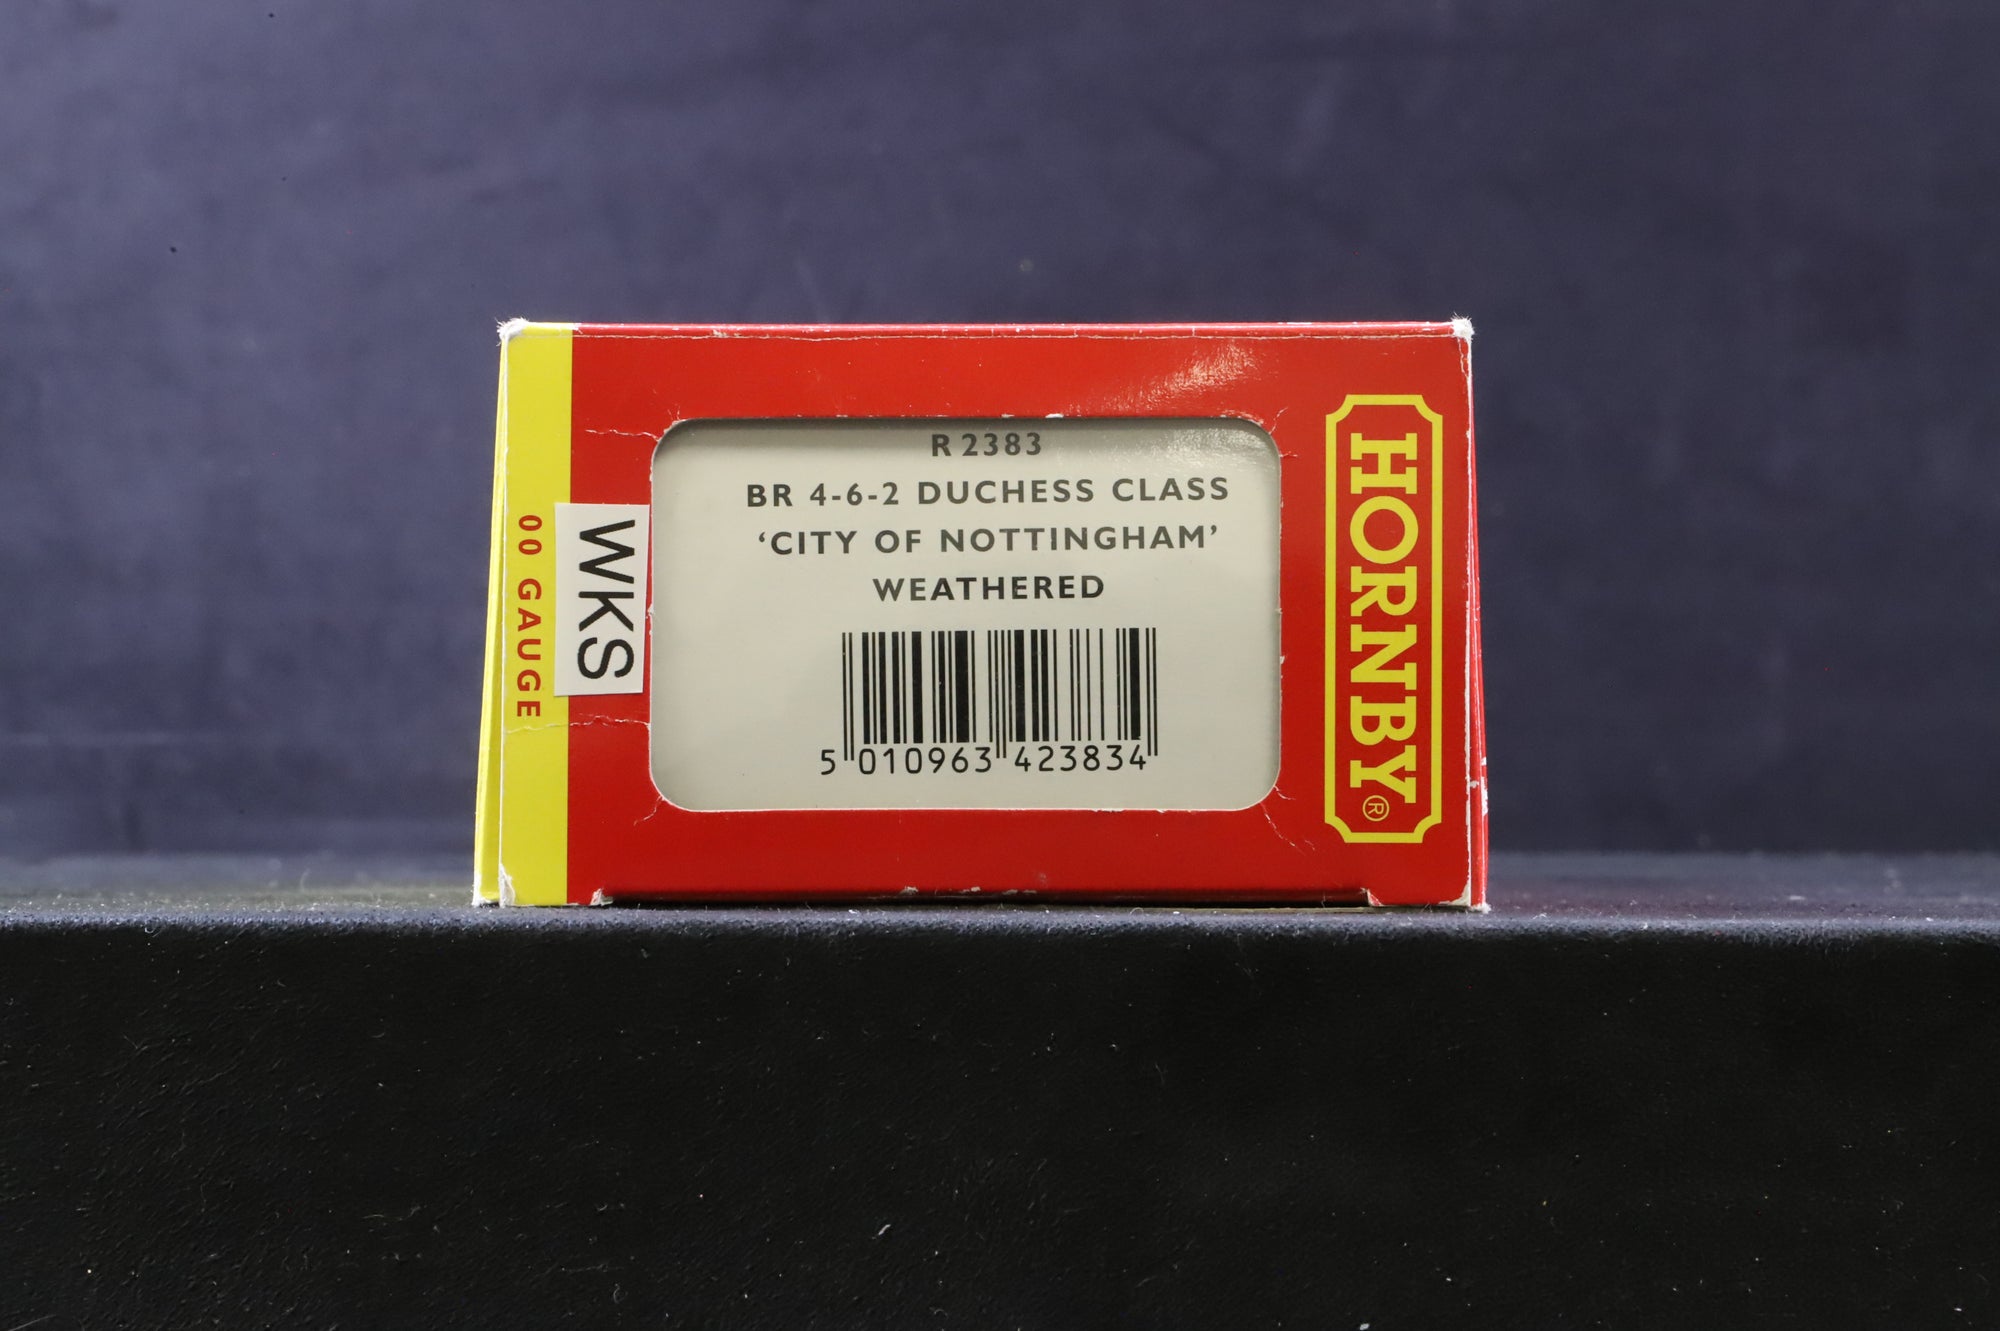 R 2383
BR 4-6-2 DUCHESS CLASS
‘CITY OF NOTTINGHAM’
WEATHERED
5 010963 423834
00 GAUGE
WKS
HORNBY®